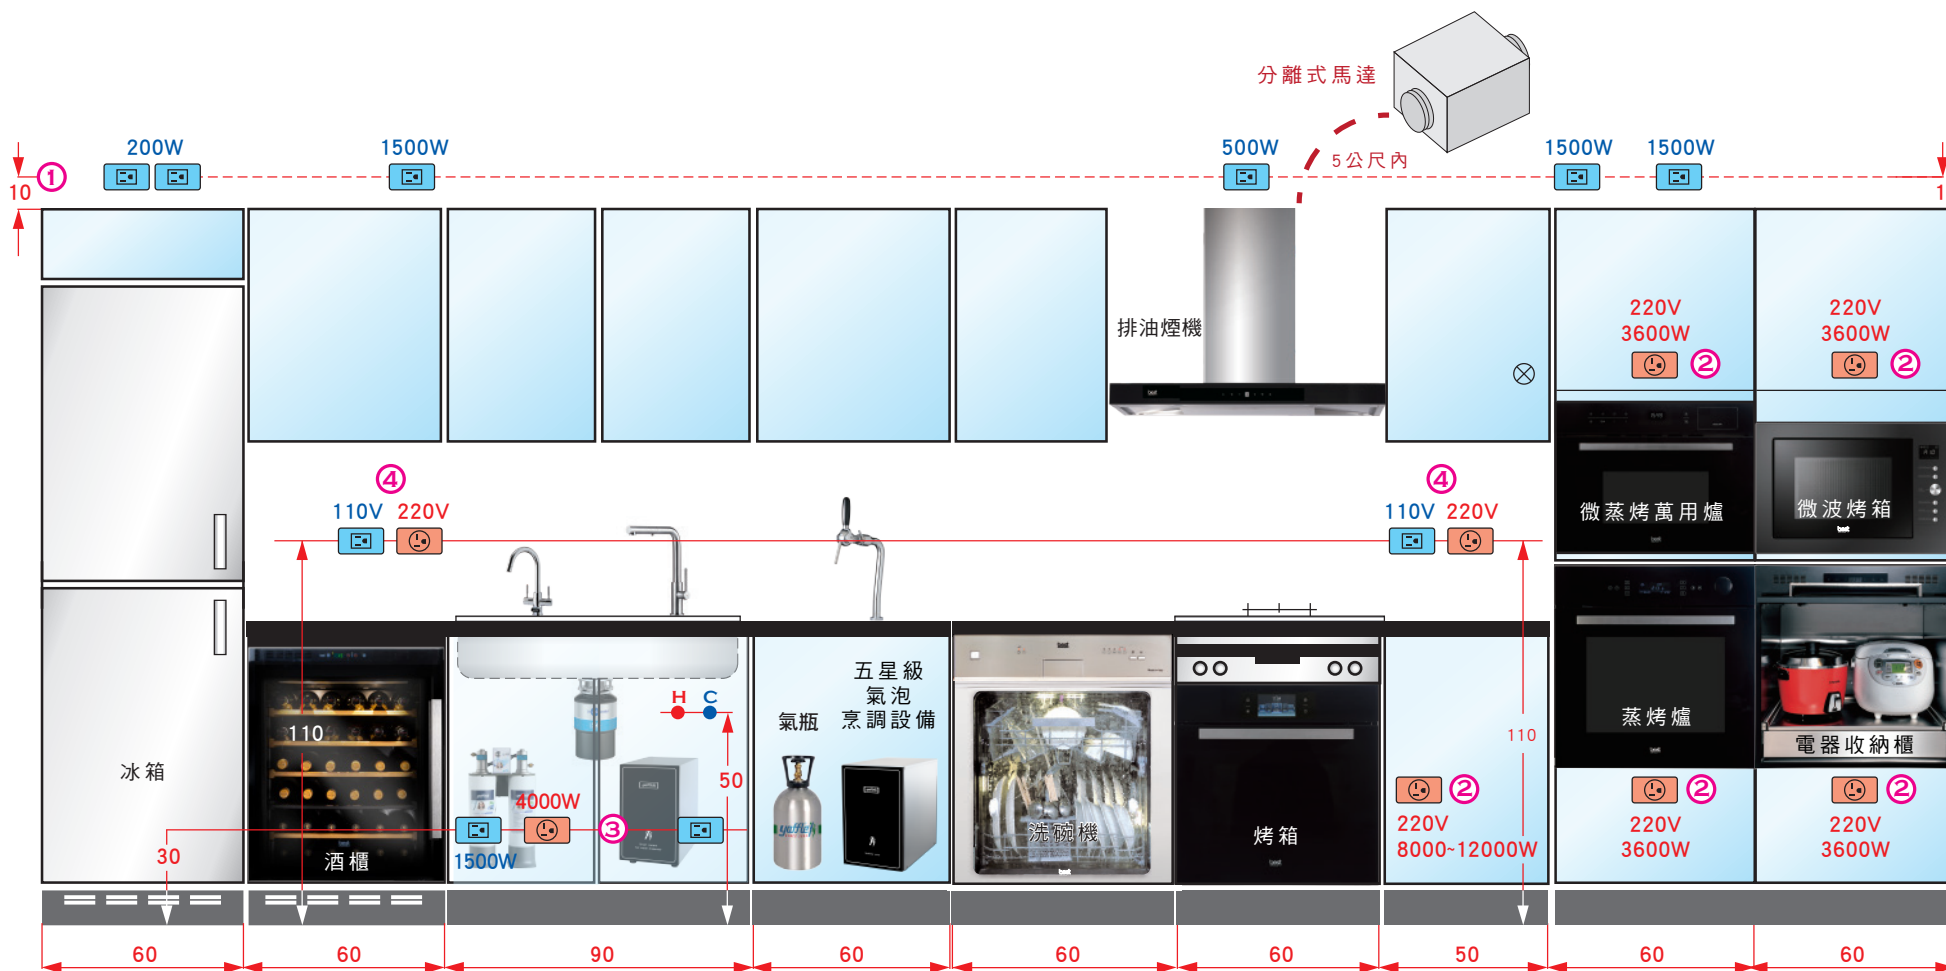 分離式馬達
5公尺內
200W
1500W
500W
1500W
1500W
①
10
1
排油煙機
220V
3600W
②
220V
3600W
②
④
110V
220V
④
110V
220V
微蒸烤萬用爐
微波烤箱
best
H
C
五星級
氣泡
烹調設備
氣瓶
110
50
冰箱
4000W
③
1500W
30
酒櫃
yaffle
洗碗機
best
烤箱
best
110
②
220V
8000~12000W
蒸烤爐
電器收納櫃
②
220V
3600W
②
220V
3600W
60
60
90
60
60
60
50
60
60